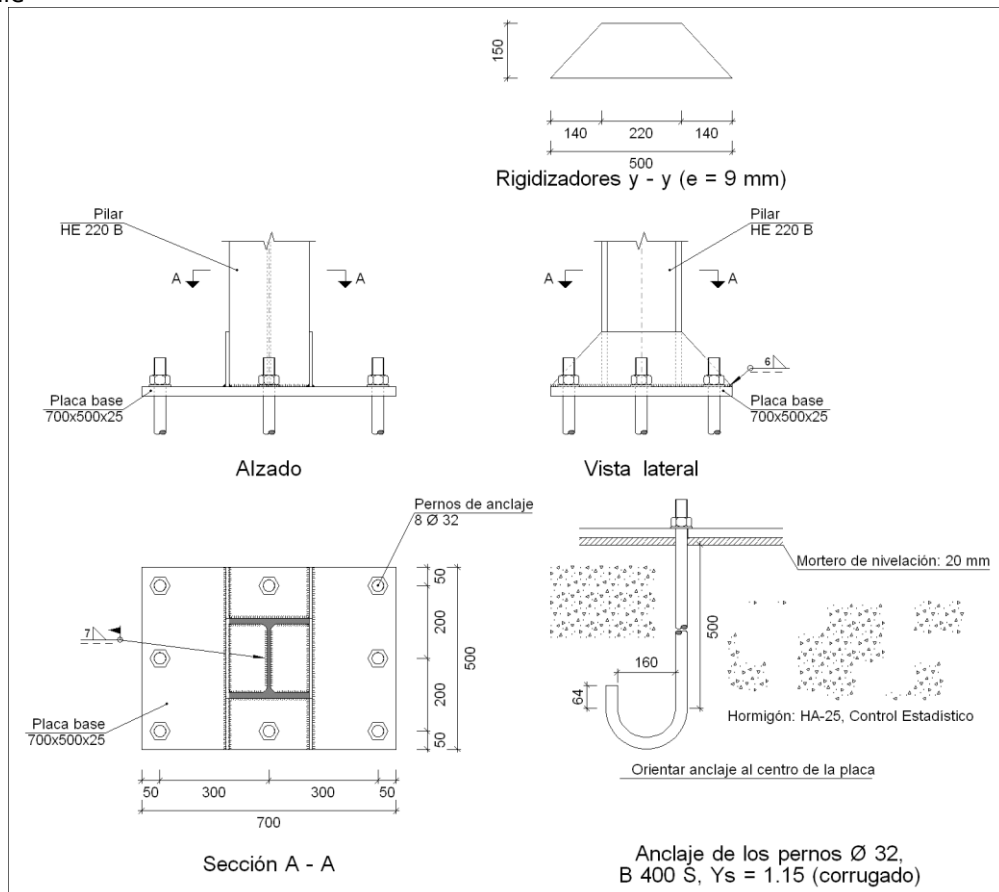 150
140
220
140
500
Rigidizadores y - y (e = 9 mm)
Pilar
HE 220 B
A
A
Placa base
700x500x25
Alzado
Pilar
HE 220 B
A
A
6
Placa base
700x500x25
Vista lateral
Pernos de anclaje
8 Ø 32
50
200
200
50
500
7
Placa base
700x500x25
50
300
300
50
700
Sección A - A
Mortero de nivelación: 20 mm
500
160
64
Hormigón: HA-25, Control Estadístico
Orientar anclaje al centro de la placa
Anclaje de los pernos Ø 32,
B 400 S, Ys = 1.15 (corrugado)